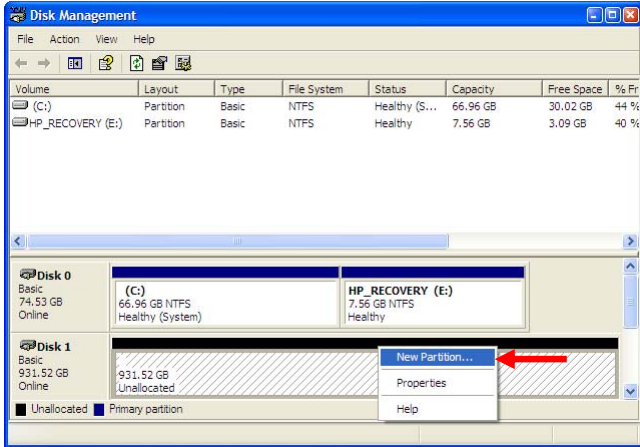 Disk Management
File Action View Help
Volume Layout Type File System Status Capacity Free Space % Fr
(C:) Partition Basic NTFS Healthy (S... 66.96 GB 30.02 GB 44 %
HP_RECOVERY (E:) Partition Basic NTFS Healthy 7.56 GB 3.09 GB 40 %
Disk 0
Basic
74.53 GB
Online
(C:)
66.96 GB NTFS
Healthy (System)
HP_RECOVERY (E:)
7.56 GB NTFS
Healthy
Disk 1
Basic
931.52 GB
Online
931.52 GB
Unallocated
New Partition...
Properties
Help
Unallocated Primary partition